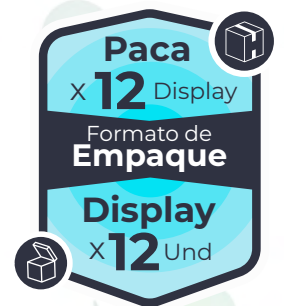 Paca
x 12 Display
Formato de
Empaque
Display
x 12 Und